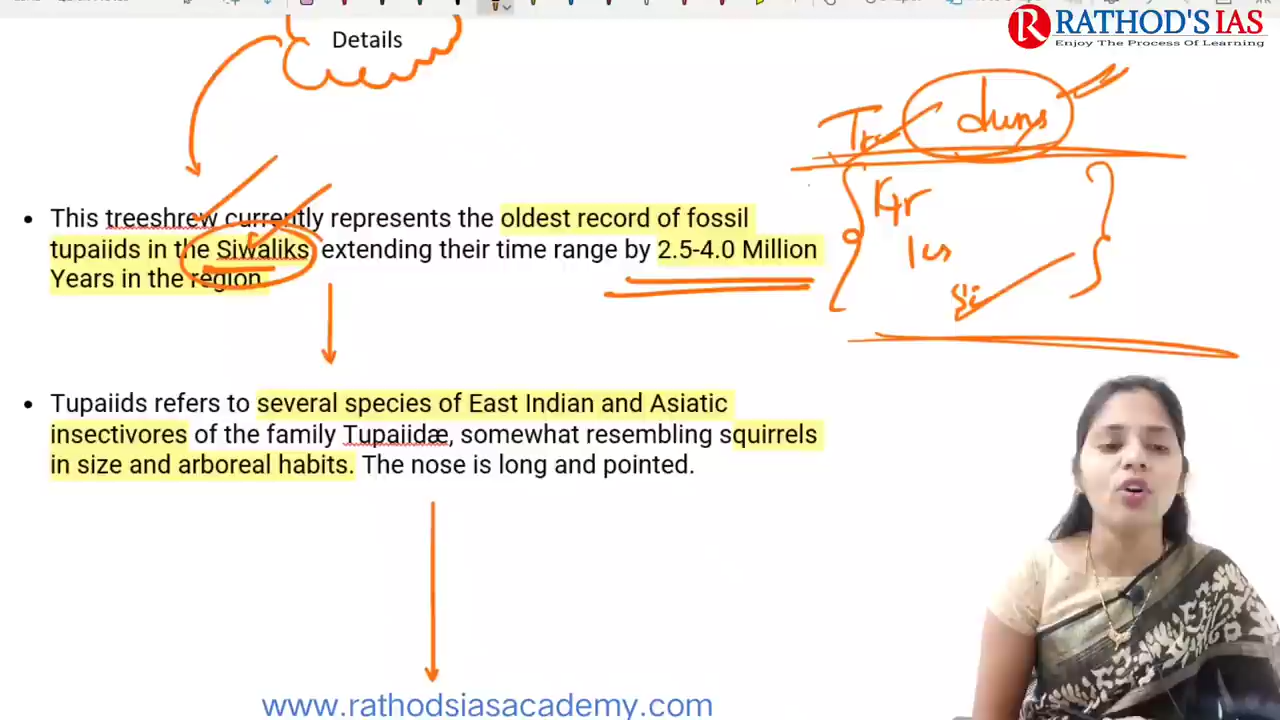 Details
RATHOD'S IAS
Enjoy The Process Of Learning
Tr duns
• This treeshrew currently represents the oldest record of fossil
tupaiids in the Siwaliks, extending their time range by 2.5-4.0 Million
Years in the region.
Si
• Tupaiids refers to several species of East Indian and Asiatic
insectivores of the family Tupaiidæ, somewhat resembling squirrels
in size and arboreal habits. The nose is long and pointed.
www.rathodsiasacademy.com